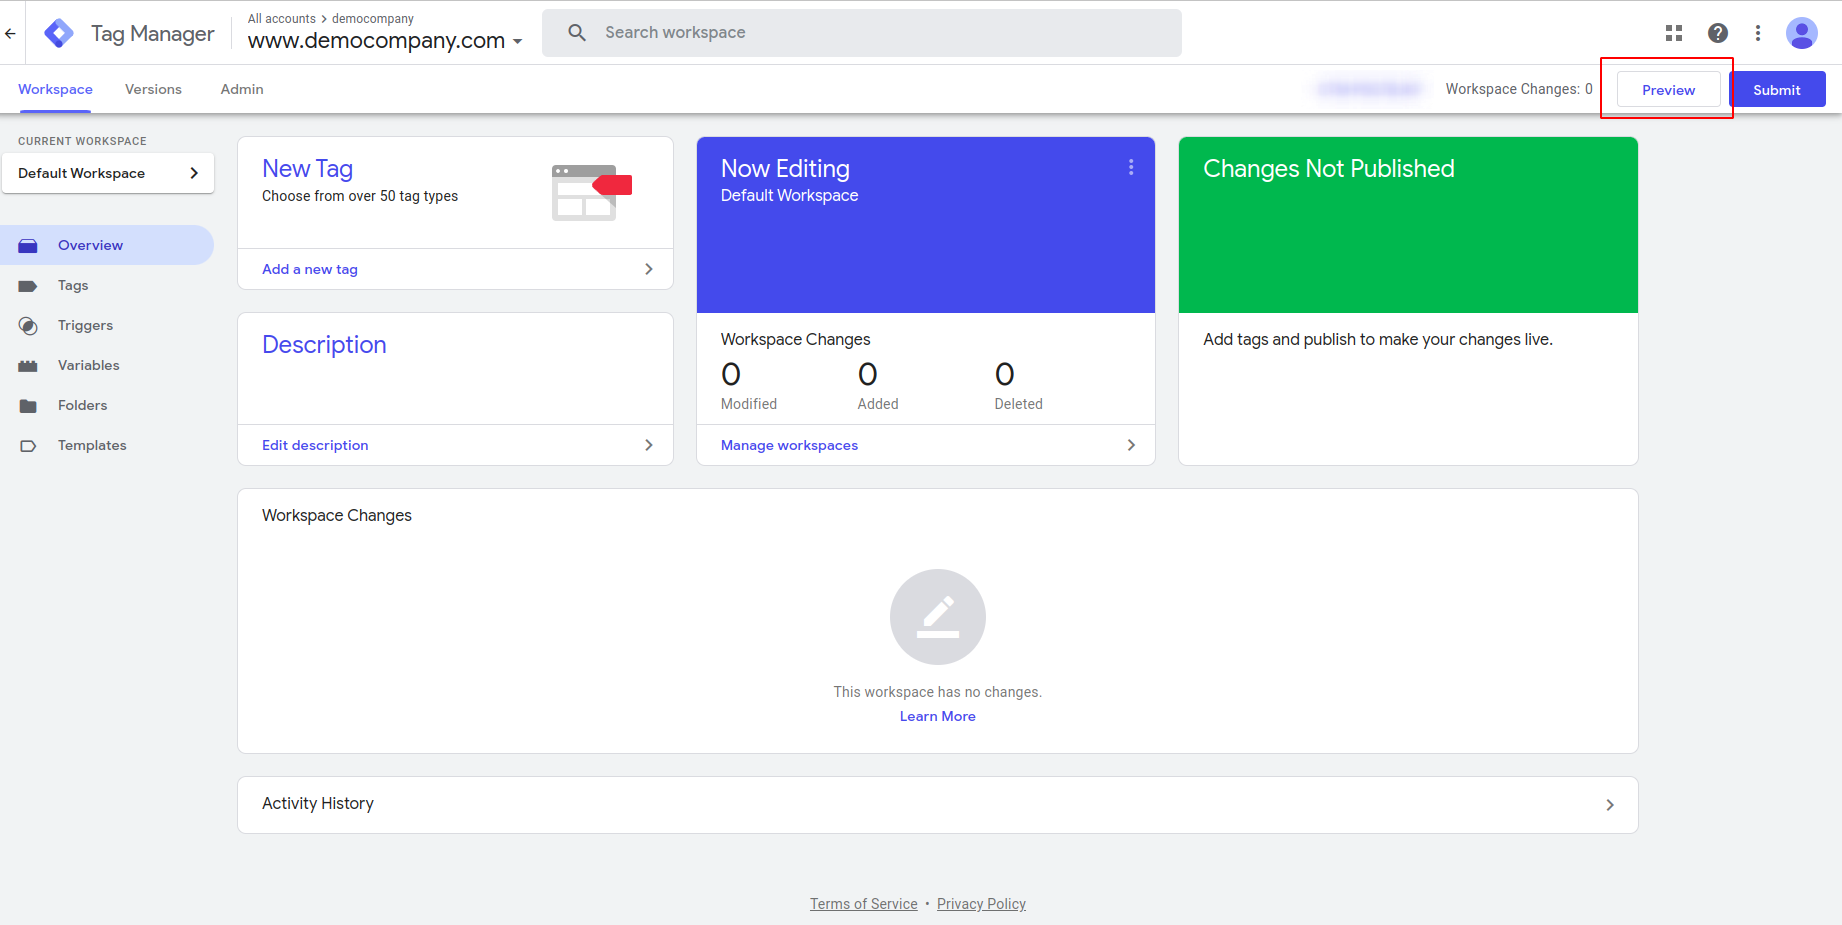 All accounts > democompany
Tag Manager
www.democompany.com
Search workspace
Workspace
Versions
Admin
Workspace Changes: 0
Preview
Submit
CURRENT WORKSPACE
Default Workspace
Overview
Tags
Triggers
Variables
Folders
Templates
New Tag
Choose from over 50 tag types
Add a new tag
Description
Edit description
Now Editing
Default Workspace
Workspace Changes
0 0 0
Modified Added Deleted
Manage workspaces
Changes Not Published
Add tags and publish to make your changes live.
Workspace Changes
This workspace has no changes.
Learn More
Activity History
Terms of Service • Privacy Policy